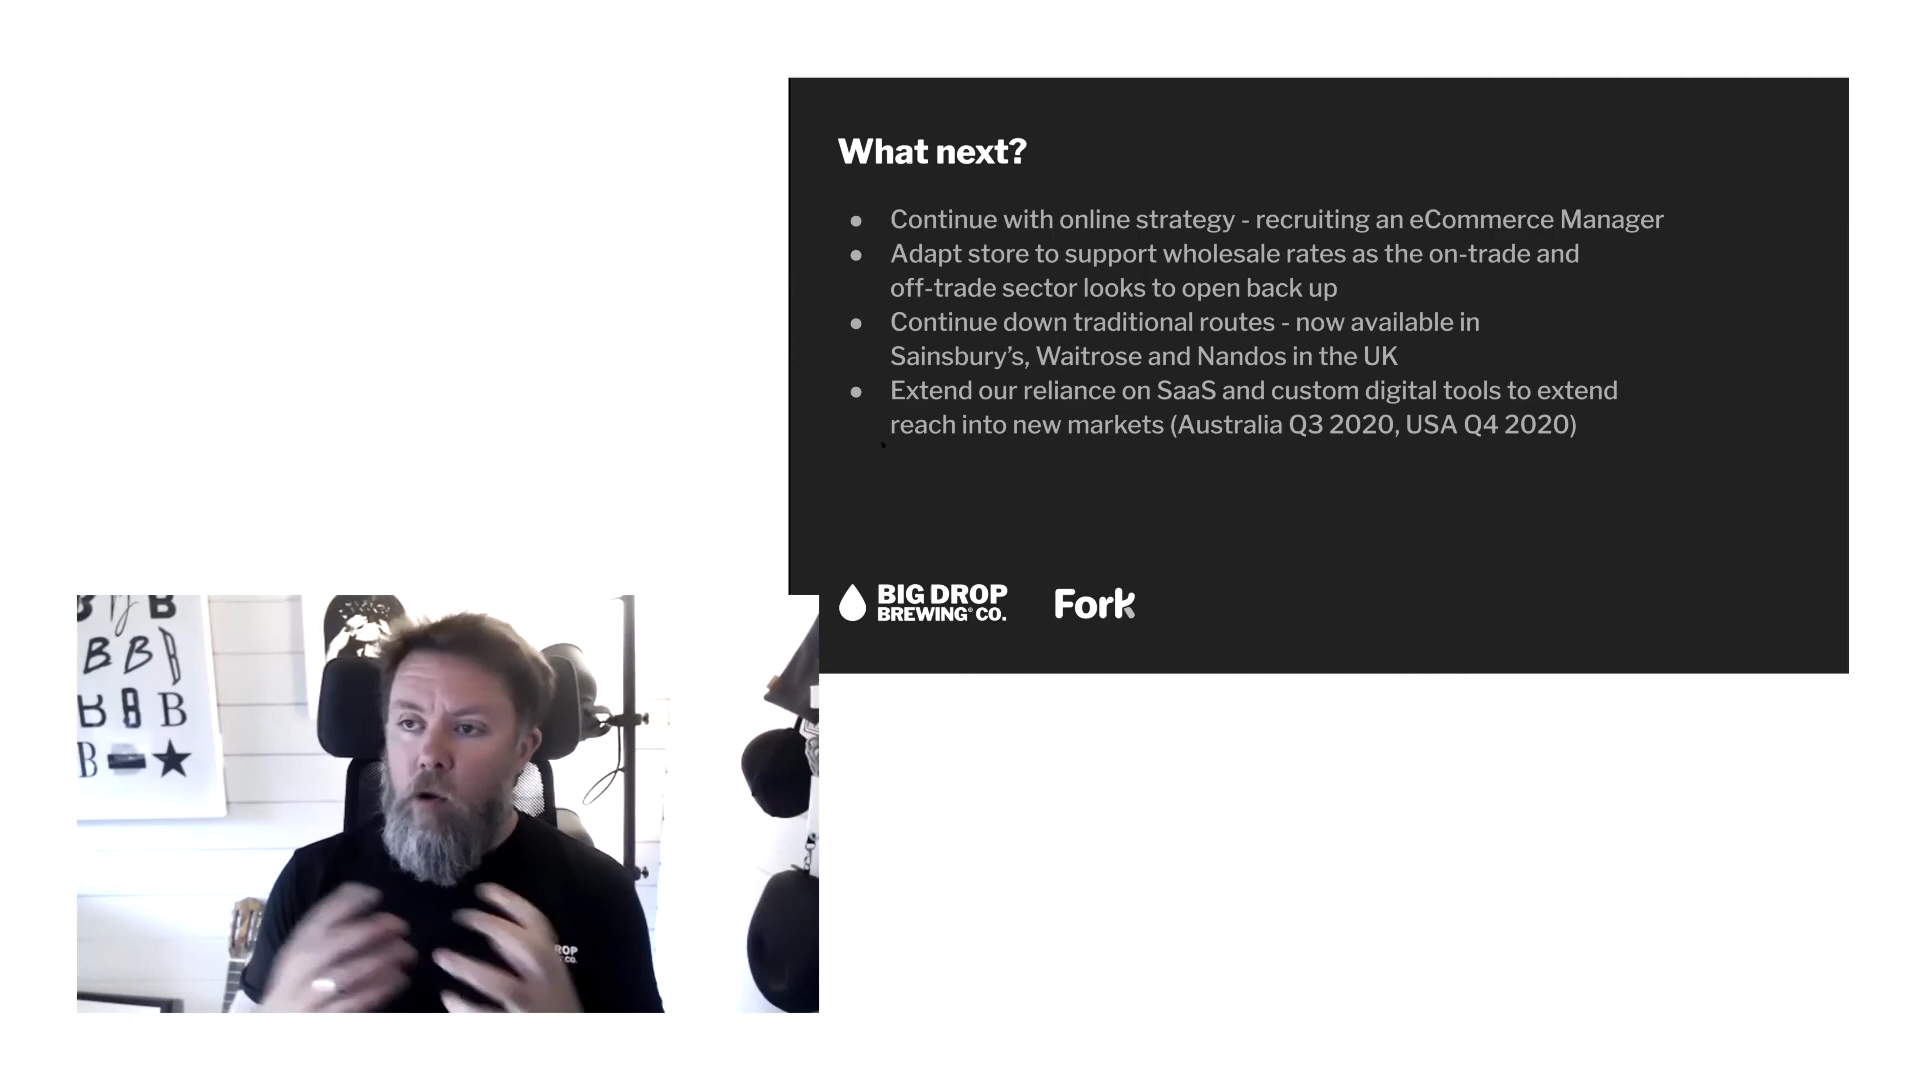 What next?
● Continue with online strategy - recruiting an eCommerce Manager
● Adapt store to support wholesale rates as the on-trade and
off-trade sector looks to open back up
● Continue down traditional routes - now available in
Sainsbury’s, Waitrose and Nandos in the UK
● Extend our reliance on SaaS and custom digital tools to extend
reach into new markets (Australia Q3 2020, USA Q4 2020)
BIG DROP
BREWING® CO.
Fork
B B
B B
B B
B
ROP
CO.